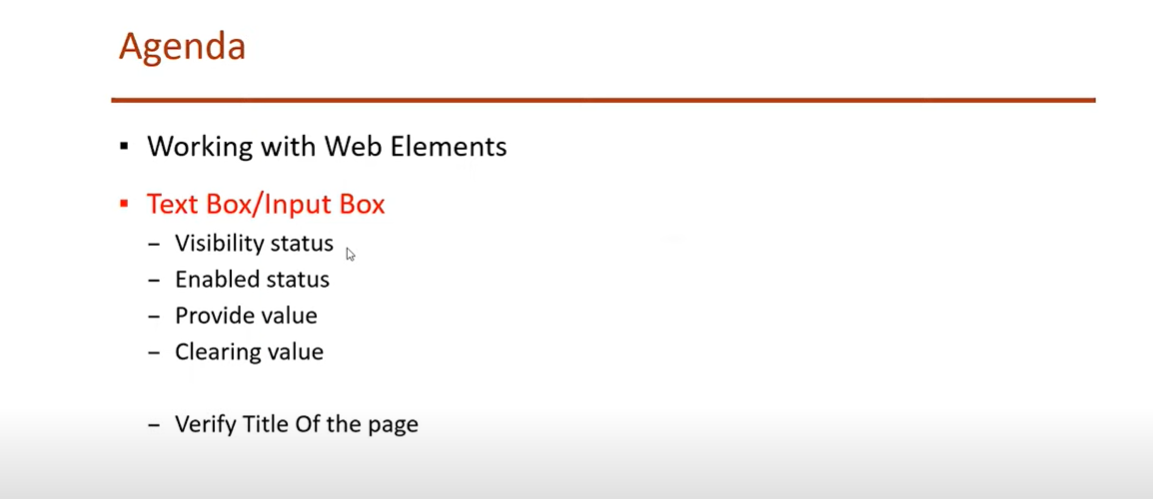 Agenda
▪ Working with Web Elements
▪ Text Box/Input Box
– Visibility status
– Enabled status
– Provide value
– Clearing value
– Verify Title Of the page